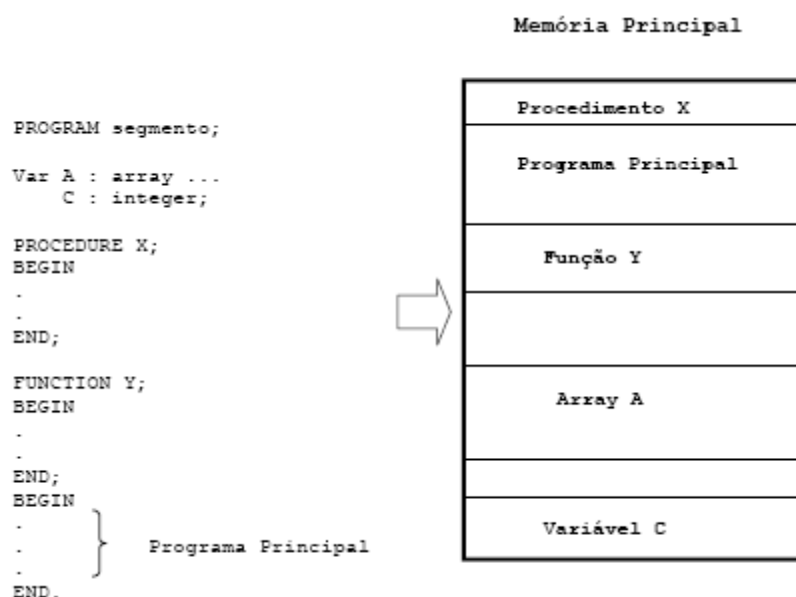 Memória Principal
PROGRAM segmento;
Var A : array ...
C : integer;
PROCEDURE X;
BEGIN
.
.
END;
FUNCTION Y;
BEGIN
.
.
END;
BEGIN
.
.
.
END.
Programa Principal
Procedimento X
Programa Principal
Função Y
Array A
Variável C